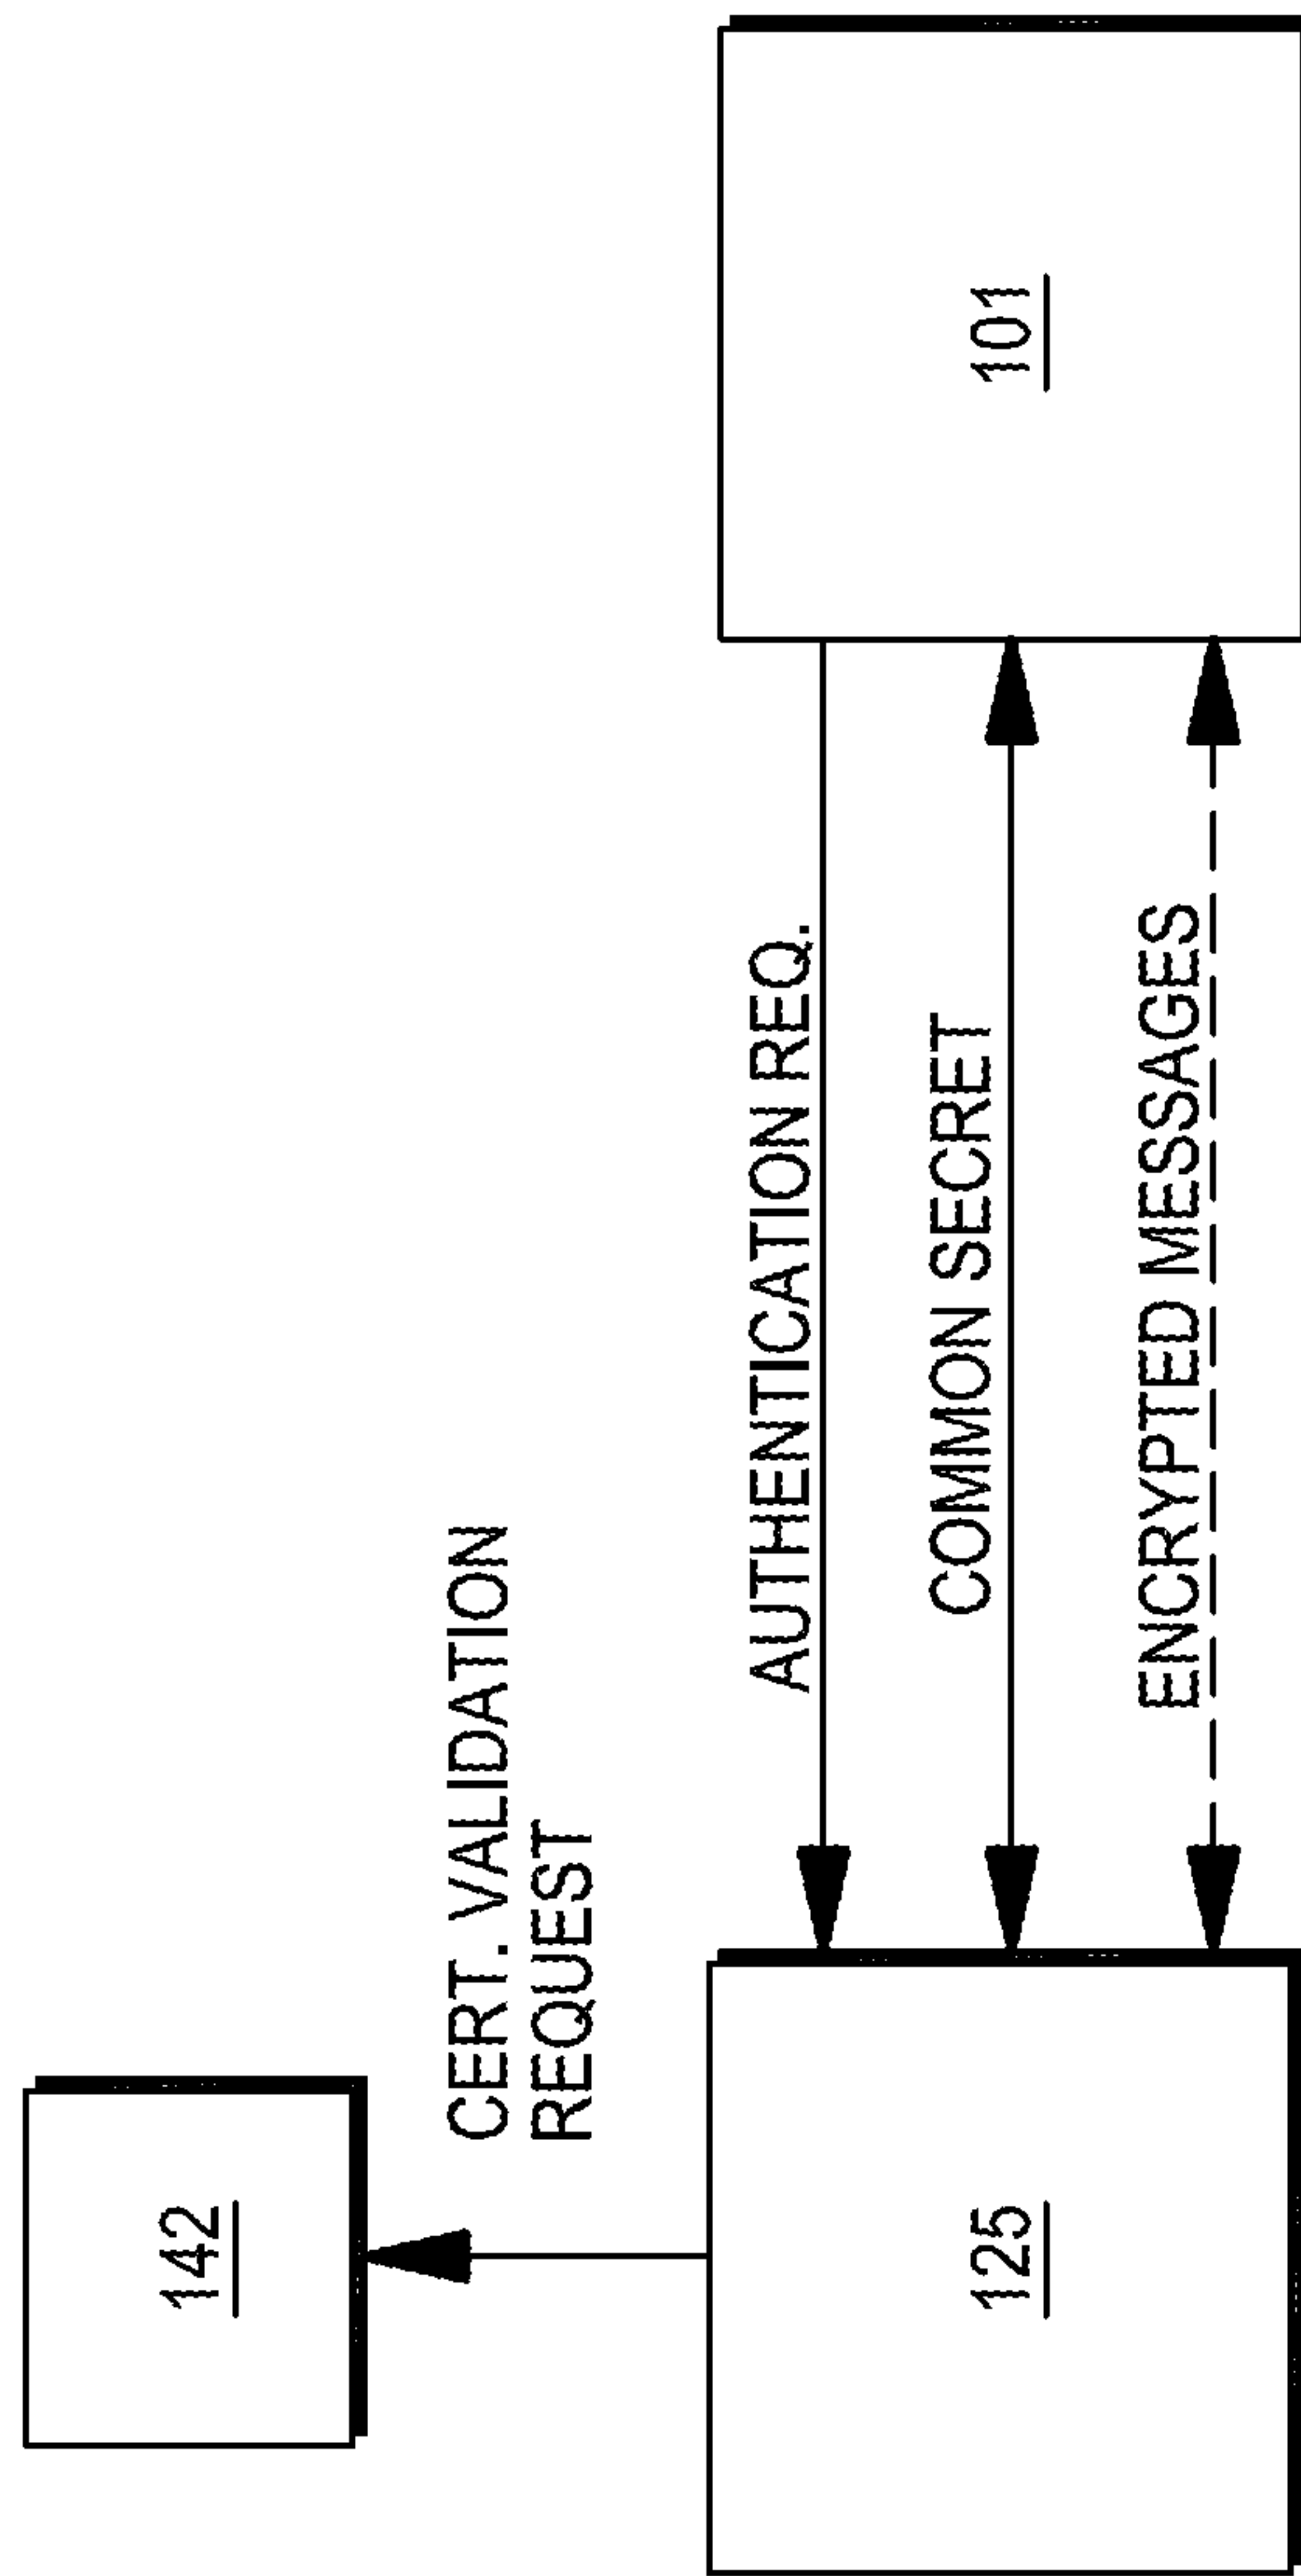 142
CERT. VALIDATION
REQUEST
125
AUTHENTICATION REQ.
COMMON SECRET
ENCRYPTED MESSAGES
101